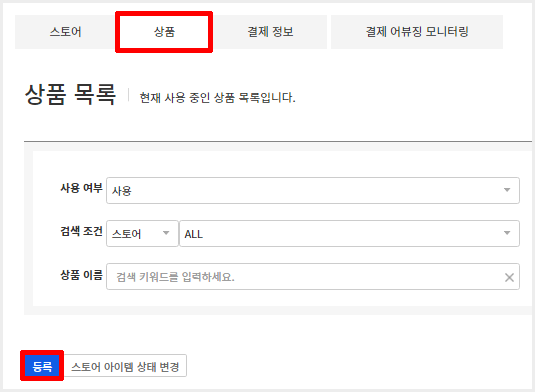 스토어 상품 결제 정보 결제 어뷰징 모니터링
상품 목록 현재 사용 중인 상품 목록입니다.
사용 여부 사용
검색 조건 스토어 ALL
상품 이름 검색 키워드를 입력하세요.
등록 스토어 아이템 상태 변경